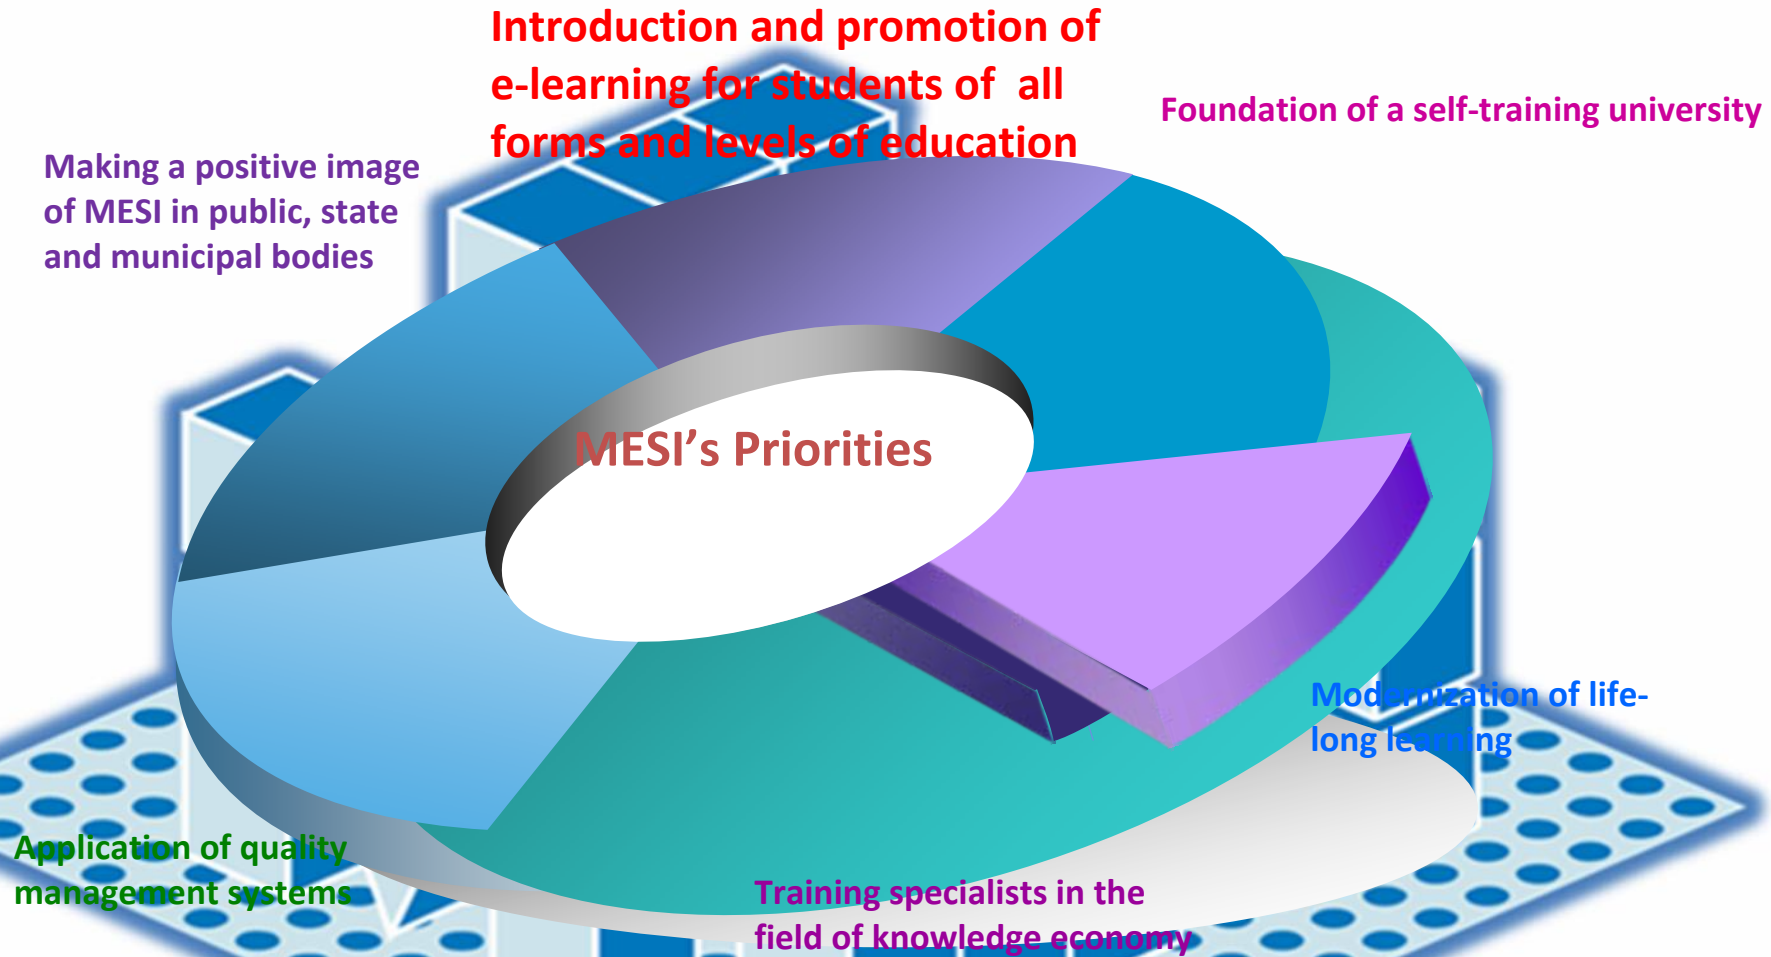 Introduction and promotion of
e-learning for students of all
forms and levels of education
Foundation of a self-training university
Making a positive image
of MESI in public, state
and municipal bodies
MESI’s Priorities
Modernization of life-
long learning
Application of quality
management systems
Training specialists in the
field of knowledge economy